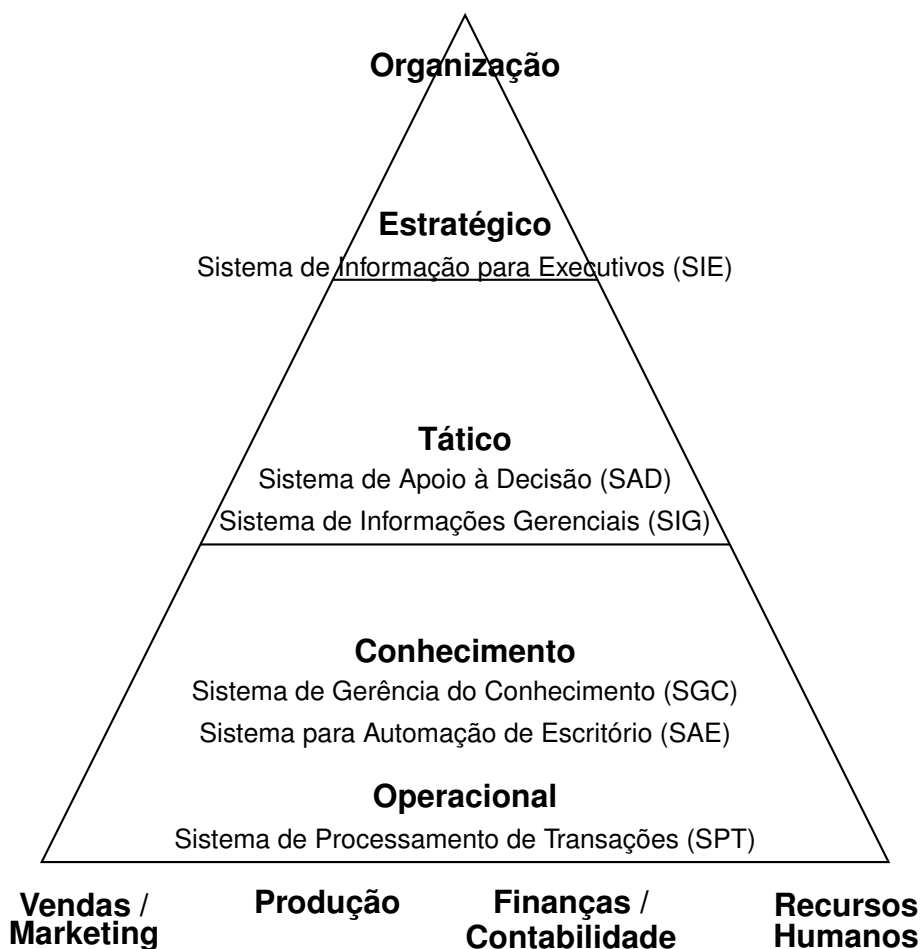 Organização
Estratégico
Sistema de Informação para Executivos (SIE)
Tático
Sistema de Apoio à Decisão (SAD)
Sistema de Informações Gerenciais (SIG)
Conhecimento
Sistema de Gerência do Conhecimento (SGC)
Sistema para Automação de Escritório (SAE)
Operacional
Sistema de Processamento de Transações (SPT)
Vendas /
Marketing
Produção
Finanças /
Contabilidade
Recursos
Humanos